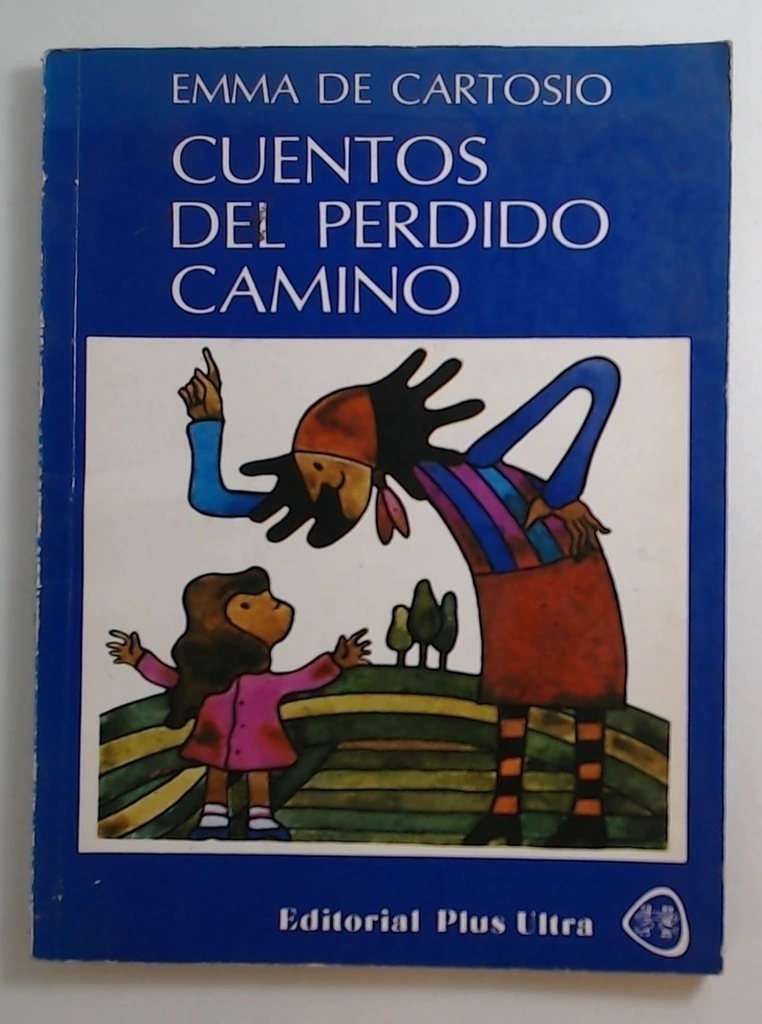 EMMA DE CARTOSIO
CUENTOS
DEL PERDIDO
CAMINO
Editorial Plus Ultra